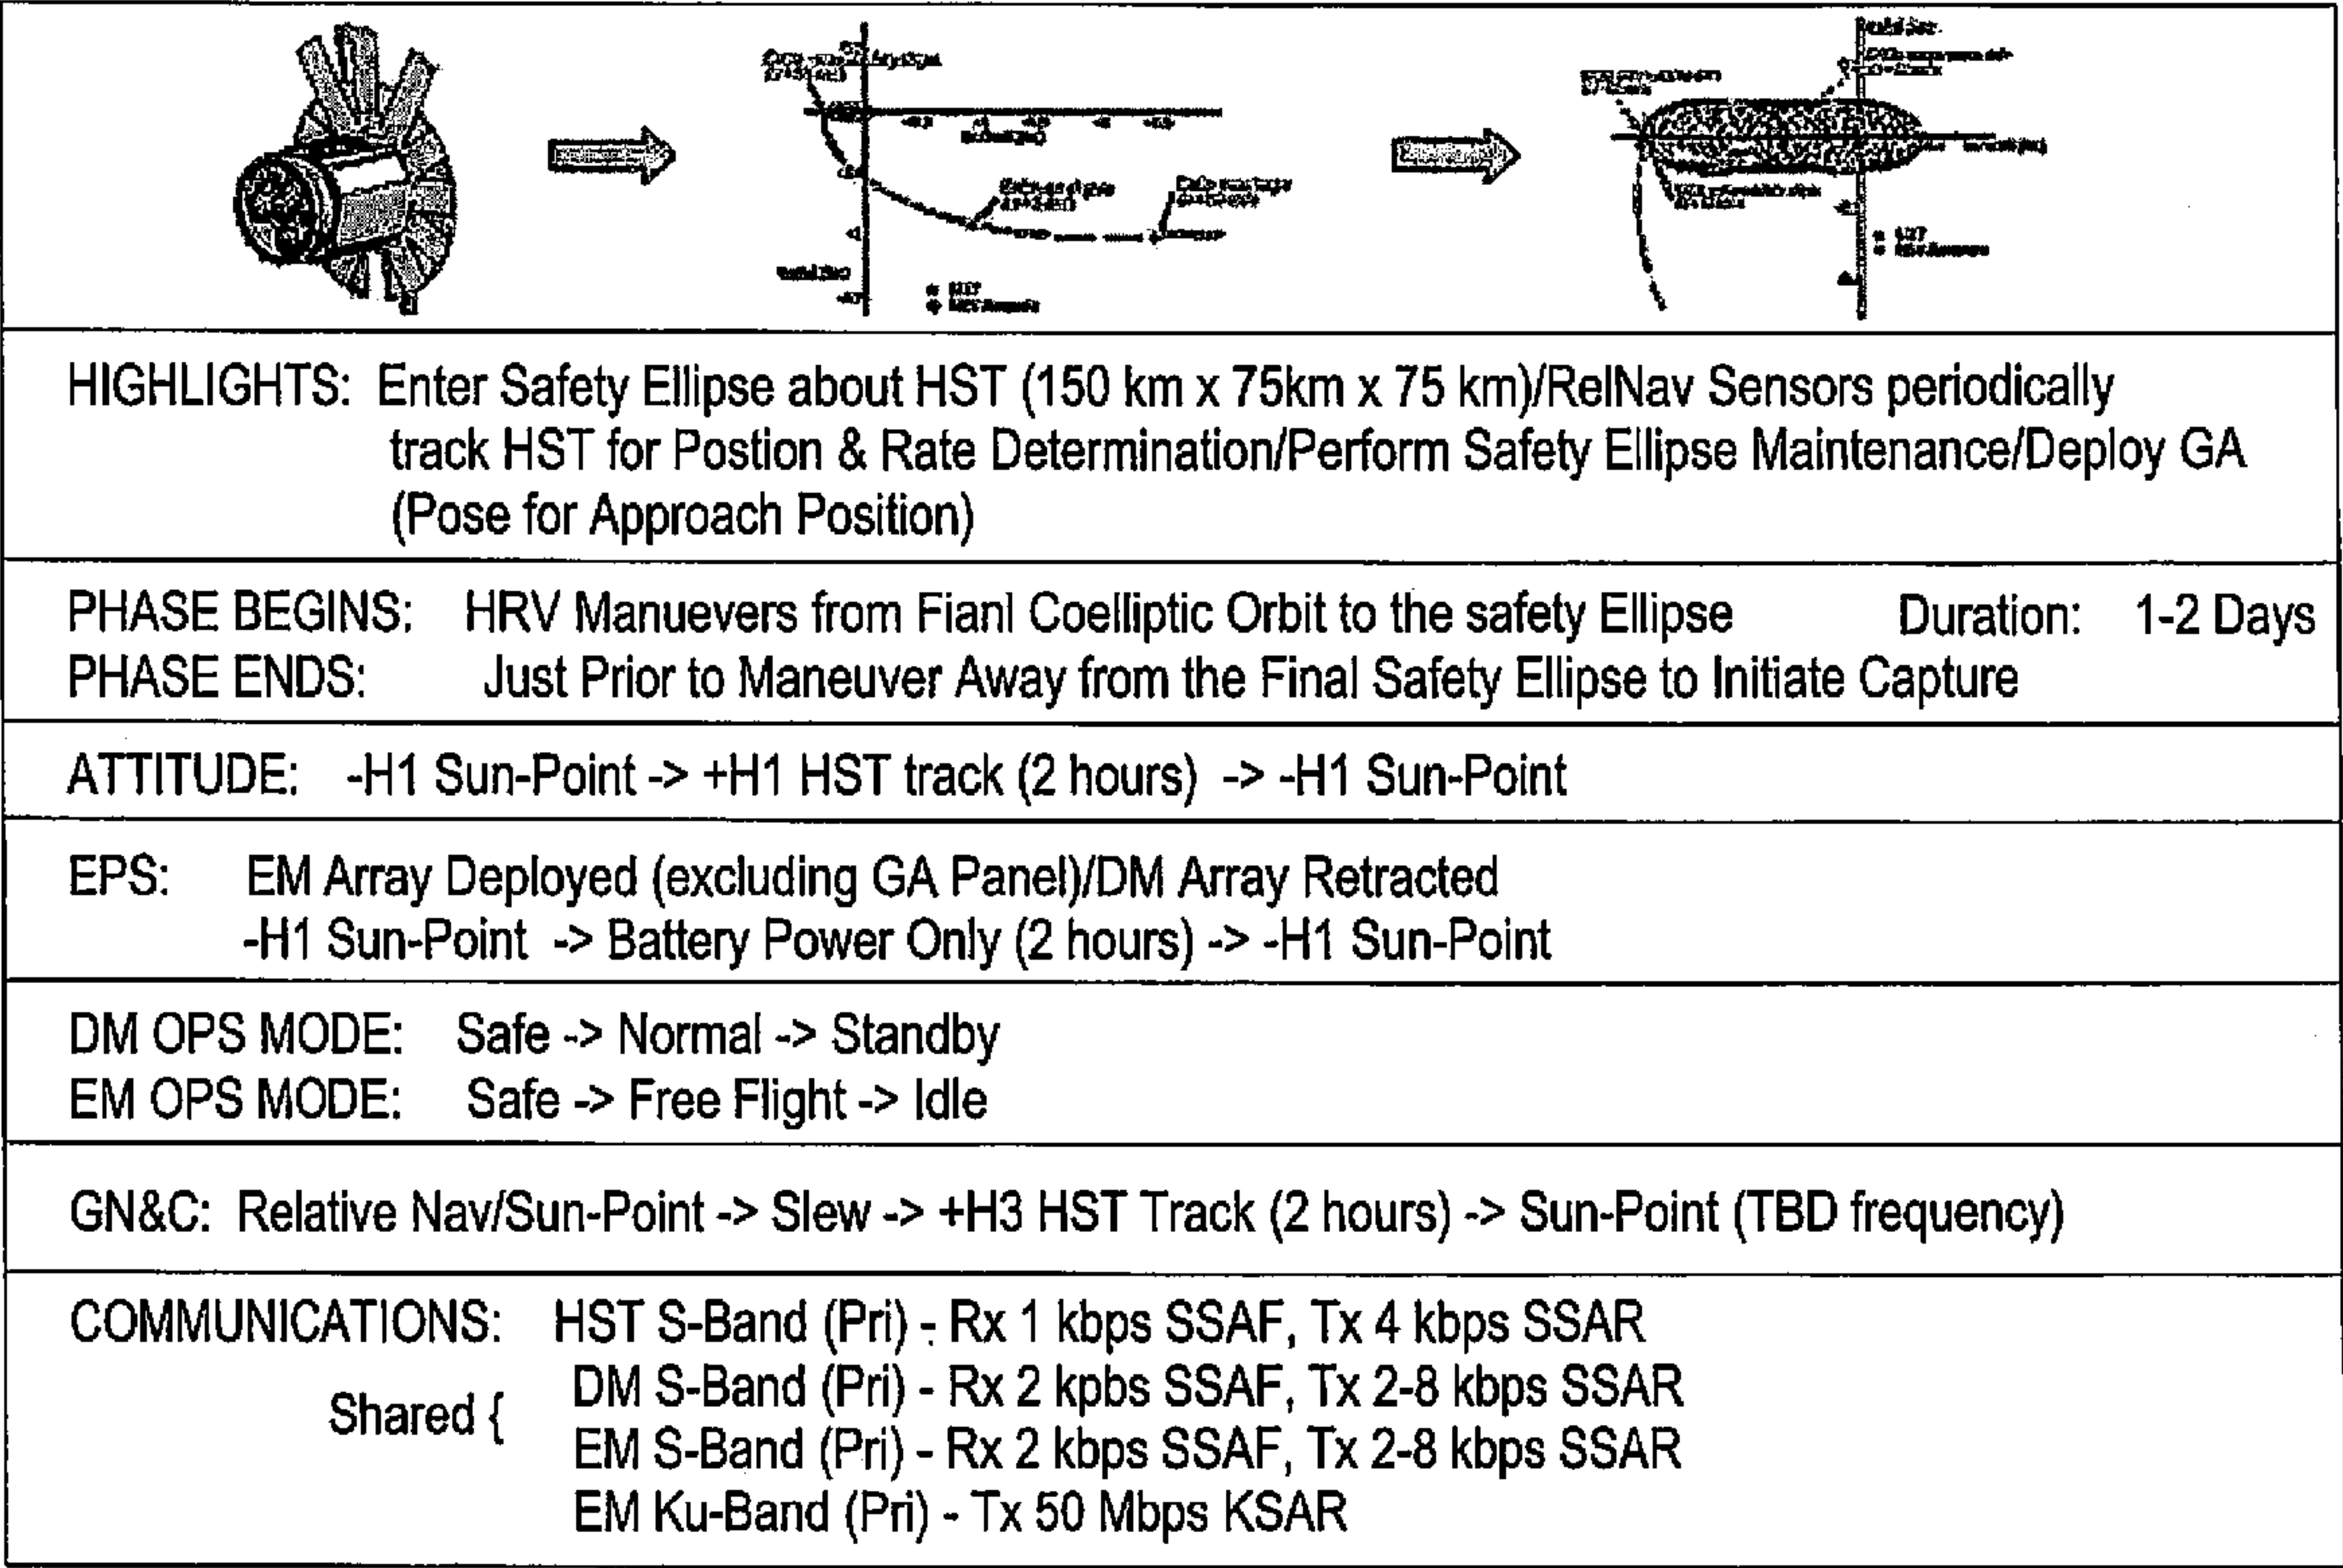 HIGHLIGHTS: Enter Safety Ellipse about HST (150 km x 75km x 75 km)/RelNav Sensors periodically
track HST for Postion & Rate Determination/Perform Safety Ellipse Maintenance/Deploy GA
(Pose for Approach Position)
PHASE BEGINS: HRV Manuevers from Fianl Coelliptic Orbit to the safety Ellipse Duration: 1-2 Days
PHASE ENDS: Just Prior to Maneuver Away from the Final Safety Ellipse to Initiate Capture
ATTITUDE: -H1 Sun-Point -> +H1 HST track (2 hours) -> -H1 Sun-Point
EPS: EM Array Deployed (excluding GA Panel)/DM Array Retracted
-H1 Sun-Point -> Battery Power Only (2 hours) -> -H1 Sun-Point
DM OPS MODE: Safe -> Normal -> Standby
EM OPS MODE: Safe -> Free Flight -> Idle
GN&C: Relative Nav/Sun-Point -> Slew -> +H3 HST Track (2 hours) -> Sun-Point (TBD frequency)
COMMUNICATIONS: HST S-Band (Pri) - Rx 1 kbps SSAF, Tx 4 kbps SSAR
Shared { DM S-Band (Pri) - Rx 2 kpbs SSAF, Tx 2-8 kbps SSAR
EM S-Band (Pri) - Rx 2 kbps SSAF, Tx 2-8 kbps SSAR
EM Ku-Band (Pri) - Tx 50 Mbps KSAR